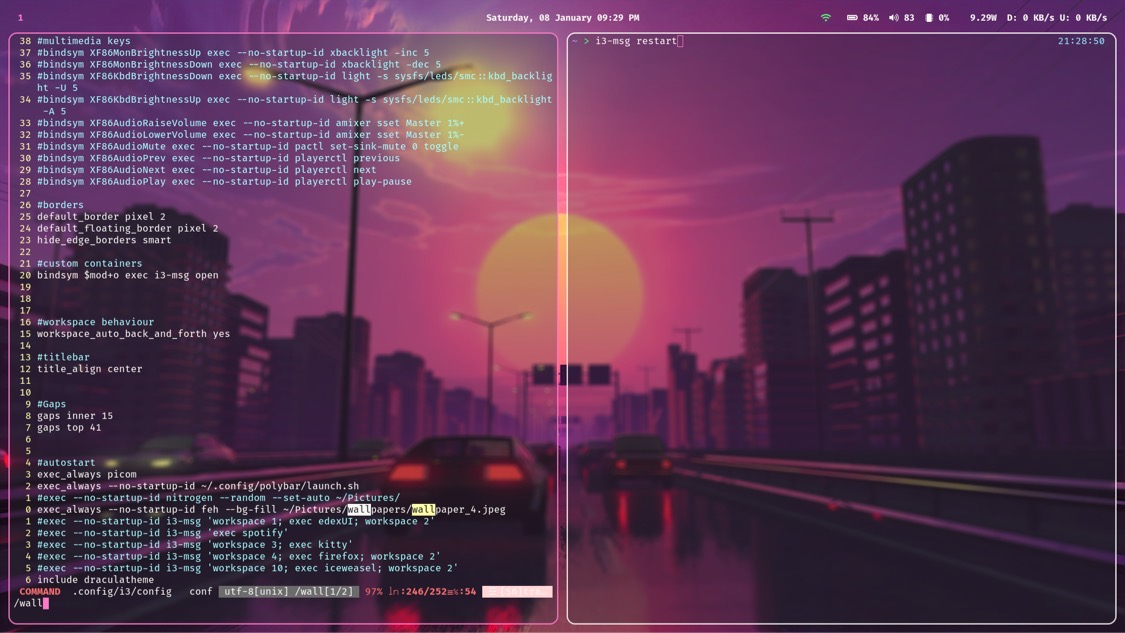 1 Saturday, 08 January 09:29 PM 84% 83 0% 9.29W D: 0 KB/s U: 0 KB/s
38 #multimedia keys
37 #bindsym XF86MonBrightnessUp exec --no-startup-id xbacklight -inc 5
36 #bindsym XF86MonBrightnessDown exec --no-startup-id xbacklight -dec 5
35 #bindsym XF86KbdBrightnessDown exec --no-startup-id light -s sysfs/leds/smc::kbd_backlig
ht -U 5
34 #bindsym XF86KbdBrightnessUp exec --no-startup-id light -s sysfs/leds/smc::kbd_backlight
-A 5
33 #bindsym XF86AudioRaiseVolume exec --no-startup-id amixer sset Master 1%+
32 #bindsym XF86AudioLowerVolume exec --no-startup-id amixer sset Master 1%-
31 #bindsym XF86AudioMute exec --no-startup-id pactl set-sink-mute 0 toggle
30 #bindsym XF86AudioPrev exec --no-startup-id playerctl previous
29 #bindsym XF86AudioNext exec --no-startup-id playerctl next
28 #bindsym XF86AudioPlay exec --no-startup-id playerctl play-pause
27
26 #borders
25 default_border pixel 2
24 default_floating_border pixel 2
23 hide_edge_borders smart
22
21 #custom containers
20 bindsym $mod+o exec i3-msg open
19
18
17
16 #workspace behaviour
15 workspace_auto_back_and_forth yes
14
13 #titlebar
12 title_align center
11
10
9 #Gaps
8 gaps inner 15
7 gaps top 41
6
5
4 #autostart
3 exec_always picom
2 exec_always --no-startup-id ~/.config/polybar/launch.sh
1 #exec --no-startup-id nitrogen --random --set-auto ~/Pictures/
0 exec_always --no-startup-id feh --bg-fill ~/Pictures/wallpapers/wallpaper_4.jpeg
1 #exec --no-startup-id i3-msg 'workspace 1; exec edexUI; workspace 2'
2 #exec --no-startup-id i3-msg 'exec spotify'
3 #exec --no-startup-id i3-msg 'workspace 3; exec kitty'
4 #exec --no-startup-id i3-msg 'workspace 4; exec firefox; workspace 2'
5 #exec --no-startup-id i3-msg 'workspace 10; exec iceweasel; workspace 2'
6 include draculatheme
COMMAND .config/i3/config conf utf-8[unix] /wall[1/2] 97% ln:246/252≡%:54
/wall
~ > i3-msg restart 21:28:50